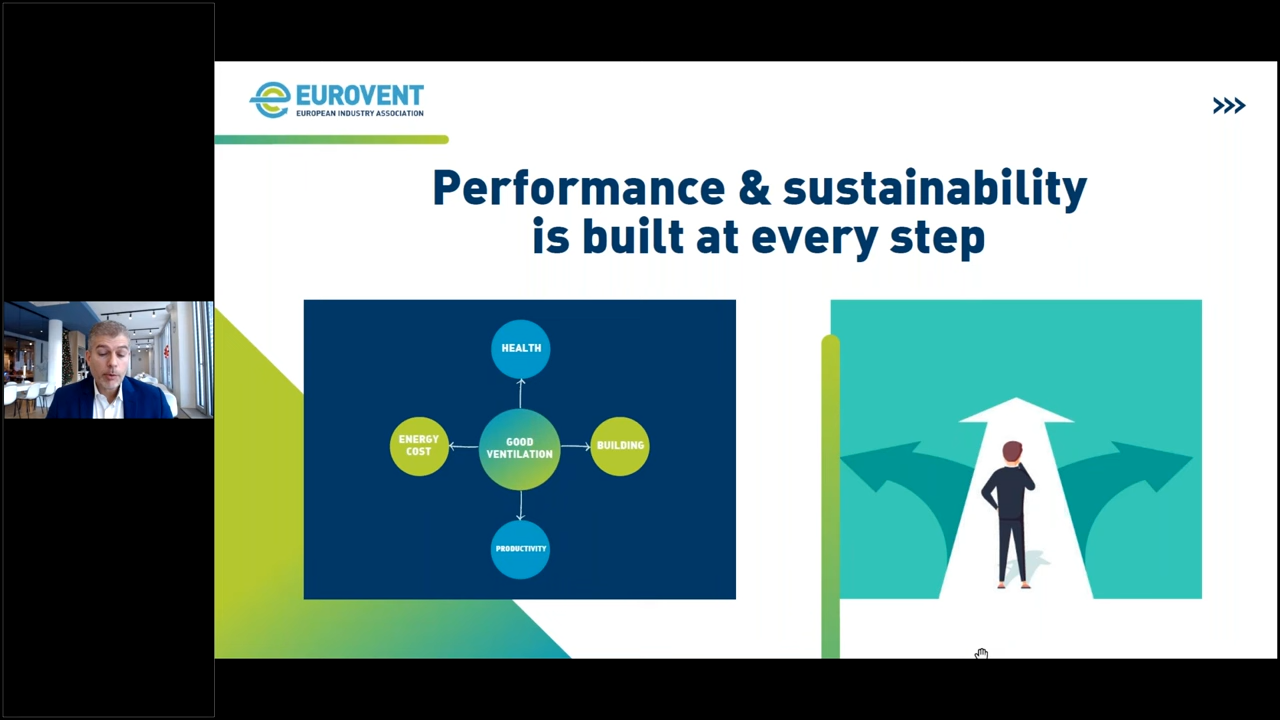 EUROVENT
EUROPEAN INDUSTRY ASSOCIATION
Performance & sustainability
is built at every step
HEALTH
ENERGY
COST
GOOD
VENTILATION
BUILDING
PRODUCTIVITY